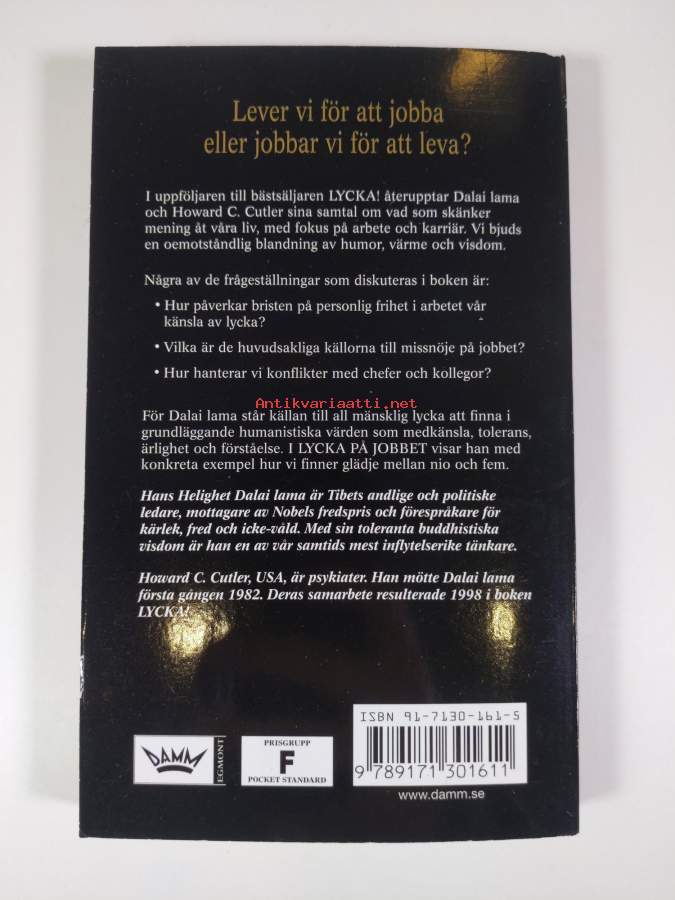 Lever vi för att jobba
eller jobbar vi för att leva?
I uppföljaren till bästsäljaren LYCKA! återupptar Dalai lama
och Howard C. Cutler sina samtal om vad som skänker
mening åt våra liv, med fokus på arbete och karriär. Vi bjuds
en oemotståndlig blandning av humor, värme och visdom.
Några av de frågeställningar som diskuteras i boken är:
• Hur påverkar bristen på personlig frihet i arbetet vår
känsla av lycka?
• Vilka är de huvudsakliga källorna till missnöje på jobbet?
• Hur hanterar vi konflikter med chefer och kollegor?
Antikvariaatti.net
För Dalai lama står källan till all mänsklig lycka att finna i
grundläggande humanistiska värden som medkänsla, tolerans,
ärlighet och förståelse. I LYCKA PÅ JOBBET visar han med
konkreta exempel hur vi finner glädje mellan nio och fem.
Hans Helighet Dalai lama är Tibets andlige och politiske
ledare, mottagare av Nobels fredspris och förespråkare för
kärlek, fred och icke-våld. Med sin toleranta buddhistiska
visdom är han en av vår samtids mest inflytelserike tänkare.
Howard C. Cutler, USA, är psykiater. Han mötte Dalai lama
första gången 1982. Deras samarbete resulterade 1998 i boken
LYCKA!
ISBN 91-7130-161-5
DAMM
EGMONT
PRISGRUPP
F
POCKET STANDARD
9 789171 301611
www.damm.se